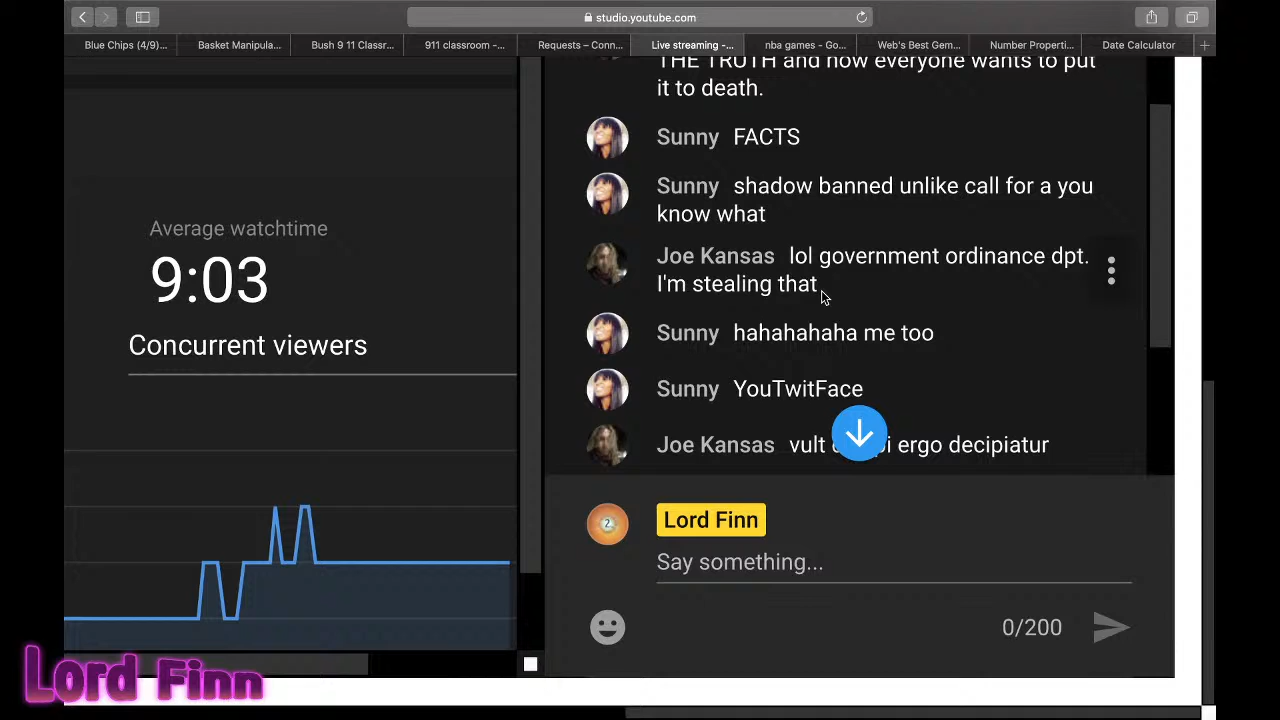 studio.youtube.com
Blue Chips (4/9)...
Basket Manipula...
Bush 9 11 Classr...
911 classroom -...
Requests – Conn...
Live streaming -...
nba games - Go...
Web's Best Gem...
Number Properti...
Date Calculator
THE TRUTH and now everyone wants to put
it to death.
Sunny FACTS
Sunny shadow banned unlike call for a you
know what
Joe Kansas lol government ordinance dpt.
I'm stealing that
Sunny hahahahaha me too
Sunny YouTwitFace
Joe Kansas vult ergo decipiatur
Average watchtime
9:03
Concurrent viewers
2
Lord Finn
Say something...
0/200
Lord Finn